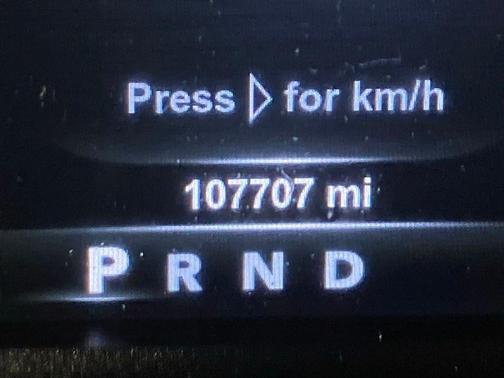 Press ▷ for km/h
107707 mi
P R N D